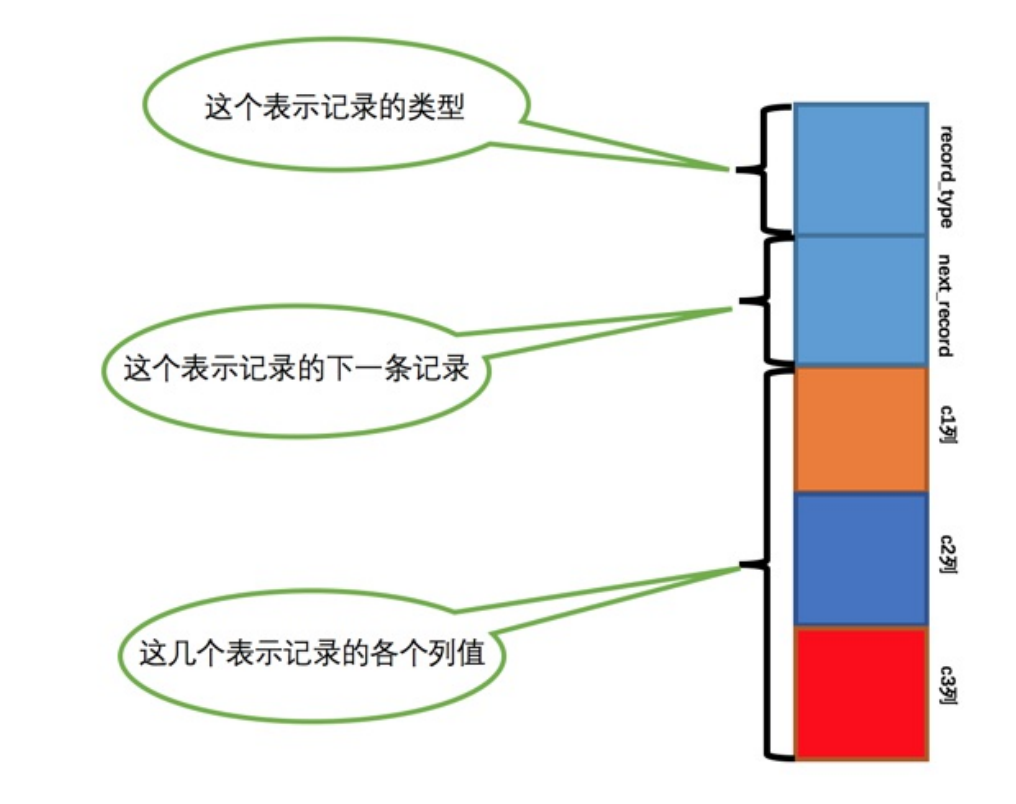 这个表示记录的类型
record_type
next_record
这个表示记录的下一条记录
c1列
c2列
这几个表示记录的各个列值
c3列